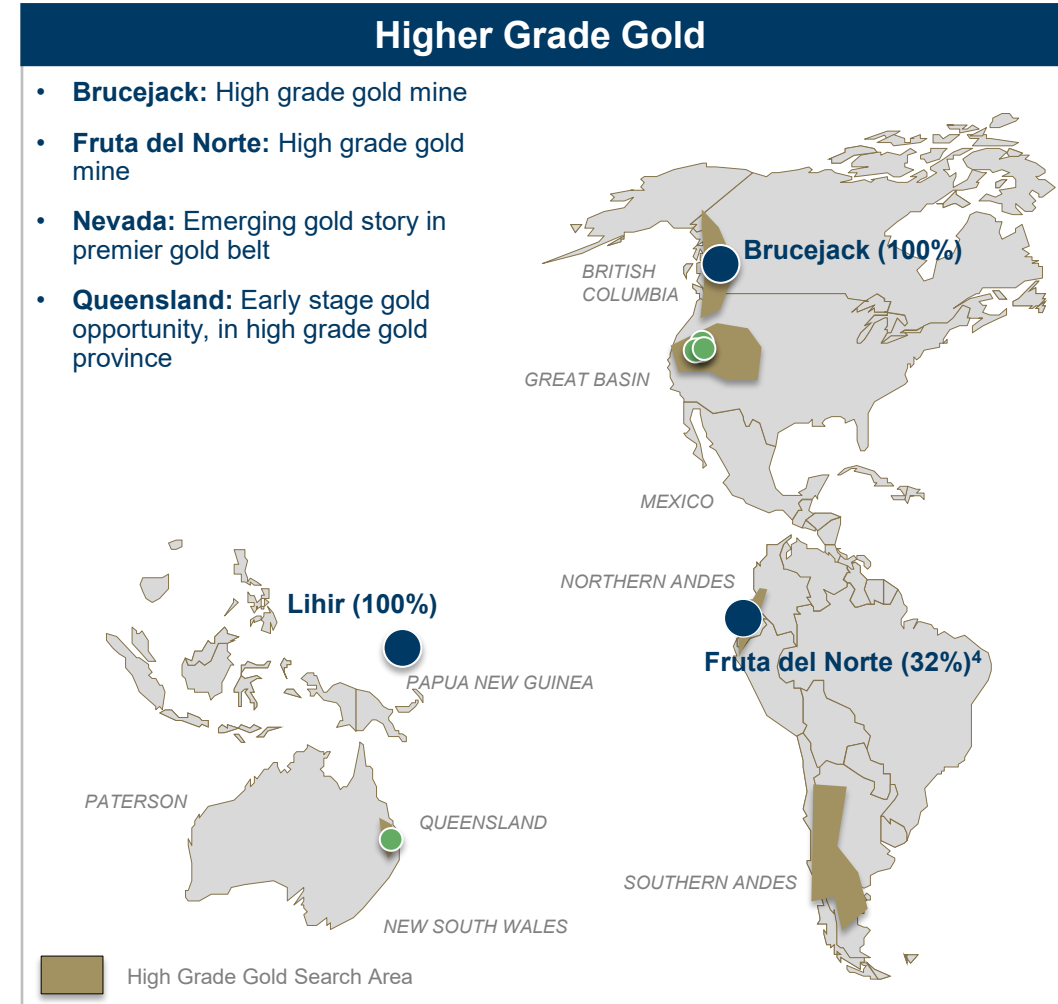 Higher Grade Gold
• Brucejack: High grade gold mine
• Fruta del Norte: High grade gold
mine
• Nevada: Emerging gold story in
premier gold belt
• Queensland: Early stage gold
opportunity, in high grade gold
province
Brucejack (100%)
BRITISH
COLUMBIA
GREAT BASIN
MEXICO
NORTHERN ANDES
Lihir (100%)
Fruta del Norte (32%)⁴
PAPUA NEW GUINEA
PATERSON
QUEENSLAND
SOUTHERN ANDES
NEW SOUTH WALES
High Grade Gold Search Area